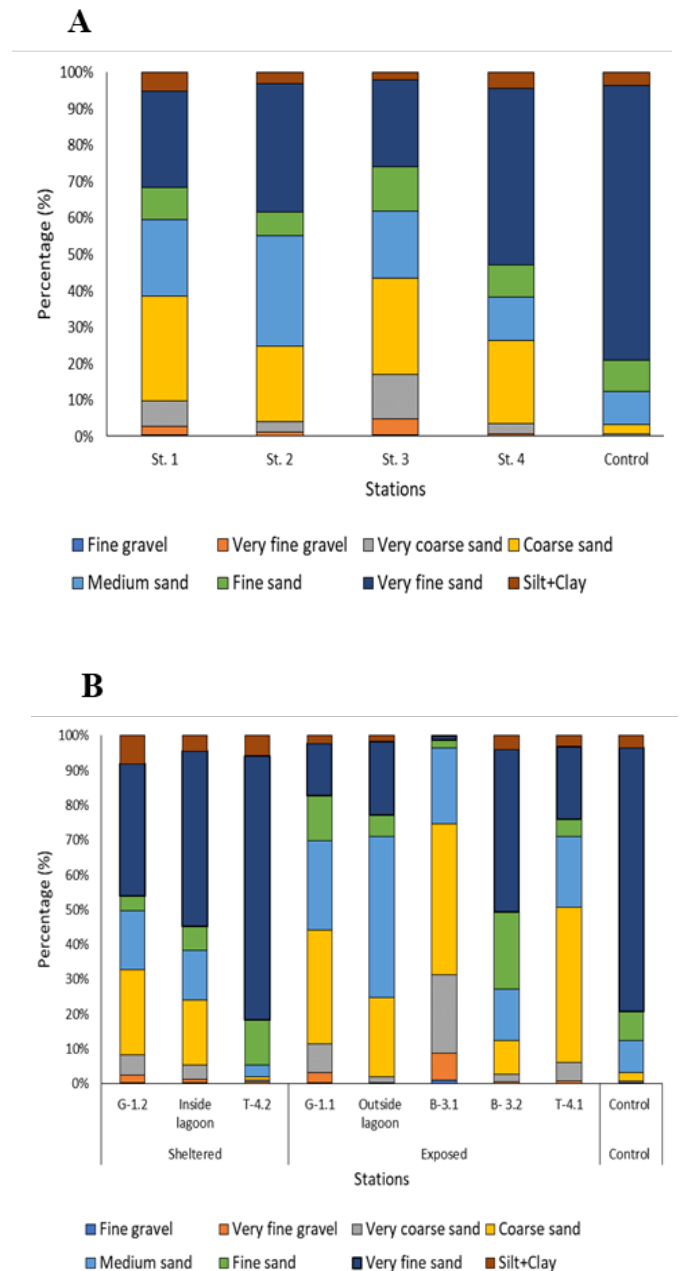 A
100%
90%
80%
70%
60%
50%
40%
30%
20%
10%
0%
Percentage (%)
St. 1 St. 2 St. 3 St. 4 Control
Stations
Fine gravel Very fine gravel Very coarse sand Coarse sand
Medium sand Fine sand Very fine sand Silt+Clay
B
100%
90%
80%
70%
60%
50%
40%
30%
20%
10%
0%
Percentage (%)
G-1.2 Inside lagoon T-4.2 G-1.1 Outside lagoon B-3.1 B- 3.2 T-4.1 Control
Sheltered Exposed Control
Stations
Fine gravel Very fine gravel Very coarse sand Coarse sand
Medium sand Fine sand Very fine sand Silt+Clay